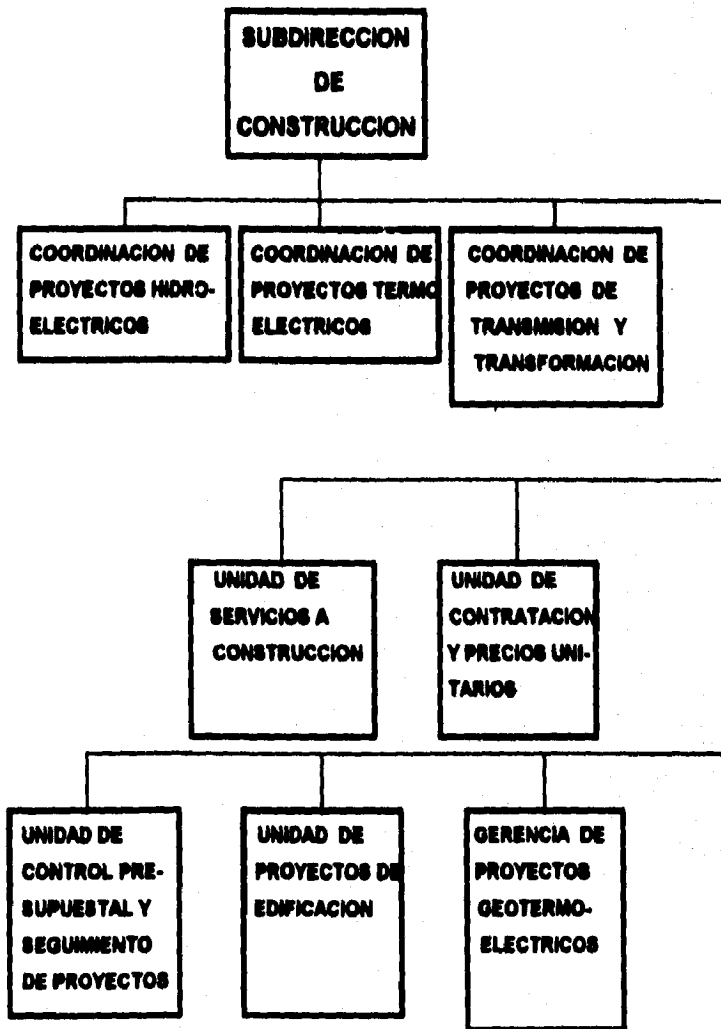 SUBDIRECCION
DE
CONSTRUCCION
COORDINACION DE
PROYECTOS HIDRO-
ELECTRICOS
COORDINACION DE
PROYECTOS TERMO
ELECTRICOS
COORDINACION DE
PROYECTOS DE
TRANSMISION Y
TRANSFORMACION
UNIDAD DE
SERVICIOS A
CONSTRUCCION
UNIDAD DE
CONTRATACION
Y PRECIOS UNI-
TARIOS
UNIDAD DE
CONTROL PRE-
SUPUESTAL Y
SEGUIMIENTO
DE PROYECTOS
UNIDAD DE
PROYECTOS DE
EDIFICACION
GERENCIA DE
PROYECTOS
GEOTERMO-
ELECTRICOS